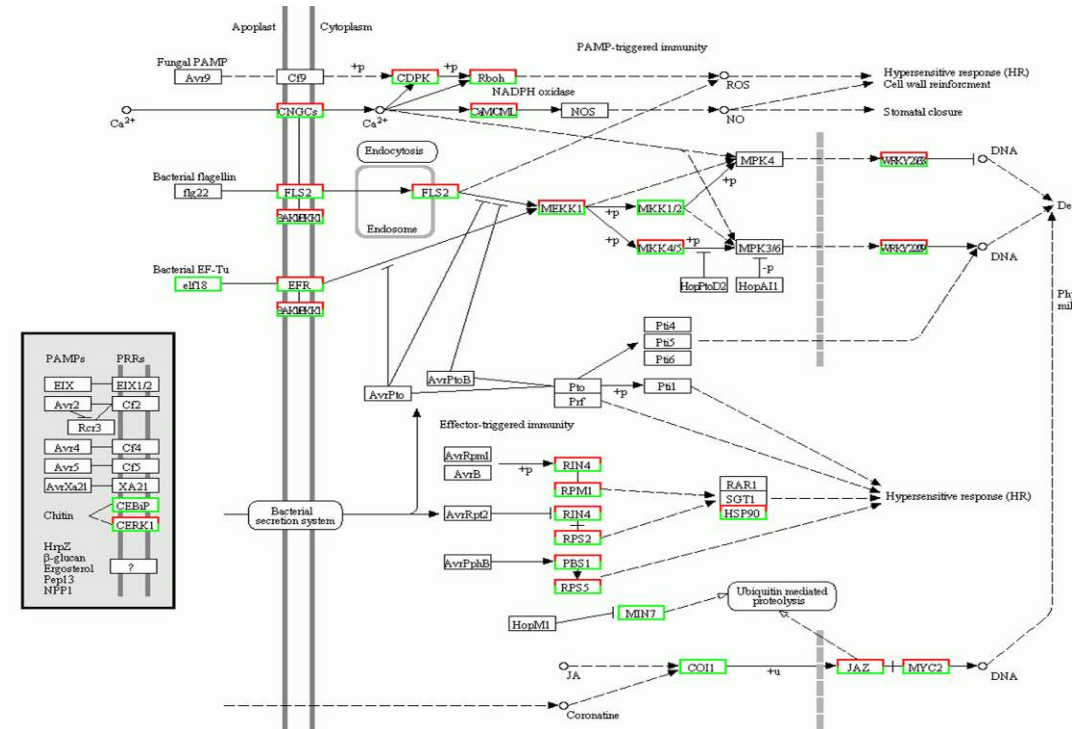 Apoplast
Cytoplasm
Fungal PAMP
PAMP-triggered immunity
Avr9
Cf9
+p
CDPK
+p
Rboh
ROS
Hypersensitive response (HR)
Cell wall reinforcment
NADPH oxidase
Ca2+
CNGCs
Ca2+
CaMCML
NOS
NO
Stomatal closure
Endocytosis
MPK4
DNA
Bacterial flagellin
flg22
FLS2
FLS2
MEKK1
+p
MKK1/2
+p
De
Endosome
+p
MKK4/5
+p
MPK3/6
DNA
-p
Bacterial EF-Tu
elf18
EFR
HopPtoD2
HopAI1
Phy
mil
Pti4
Pti5
Pti6
PAMPs
PRRs
EIX
EIX1/2
Avr2
Cf2
Rcr3
Avr4
Cf4
Avr5
Cf5
AvrXa21
XA21
CEBiP
Chitin
CERK1
HrpZ
β-glucan
Ergosterol
Pep13
NPP1
?
AvrPto
AvrPtoB
Pto
Prf
+p
Pti1
Effector-triggered immunity
AvrRpm1
AvrB
+p
RIN4
RPM1
RAR1
SGT1
HSP90
Hypersensitive response (HR)
Bacterial
secretion system
AvrRpt2
RIN4
RPS2
AvrPphB
PBS1
RPS5
HopM1
MIN7
Ubiquitin mediated
proteolysis
JA
COI1
+u
JAZ
MYC2
DNA
Coronatine